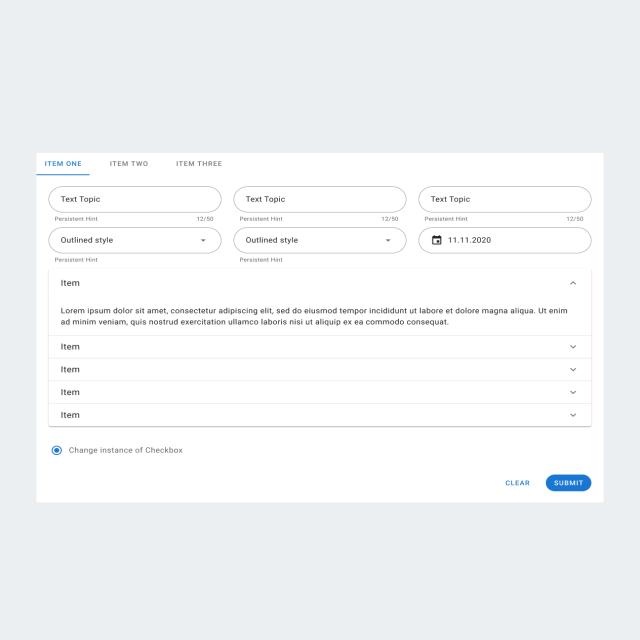 ITEM ONE ITEM TWO ITEM THREE
Text Topic Text Topic Text Topic
Persistent Hint 12/50 Persistent Hint 12/50 Persistent Hint 12/50
Outlined style Outlined style 11.11.2020
Persistent Hint Persistent Hint
Item
Lorem ipsum dolor sit amet, consectetur adipiscing elit, sed do eiusmod tempor incididunt ut labore et dolore magna aliqua. Ut enim
ad minim veniam, quis nostrud exercitation ullamco laboris nisi ut aliquip ex ea commodo consequat.
Item
Item
Item
Item
Change instance of Checkbox
CLEAR SUBMIT